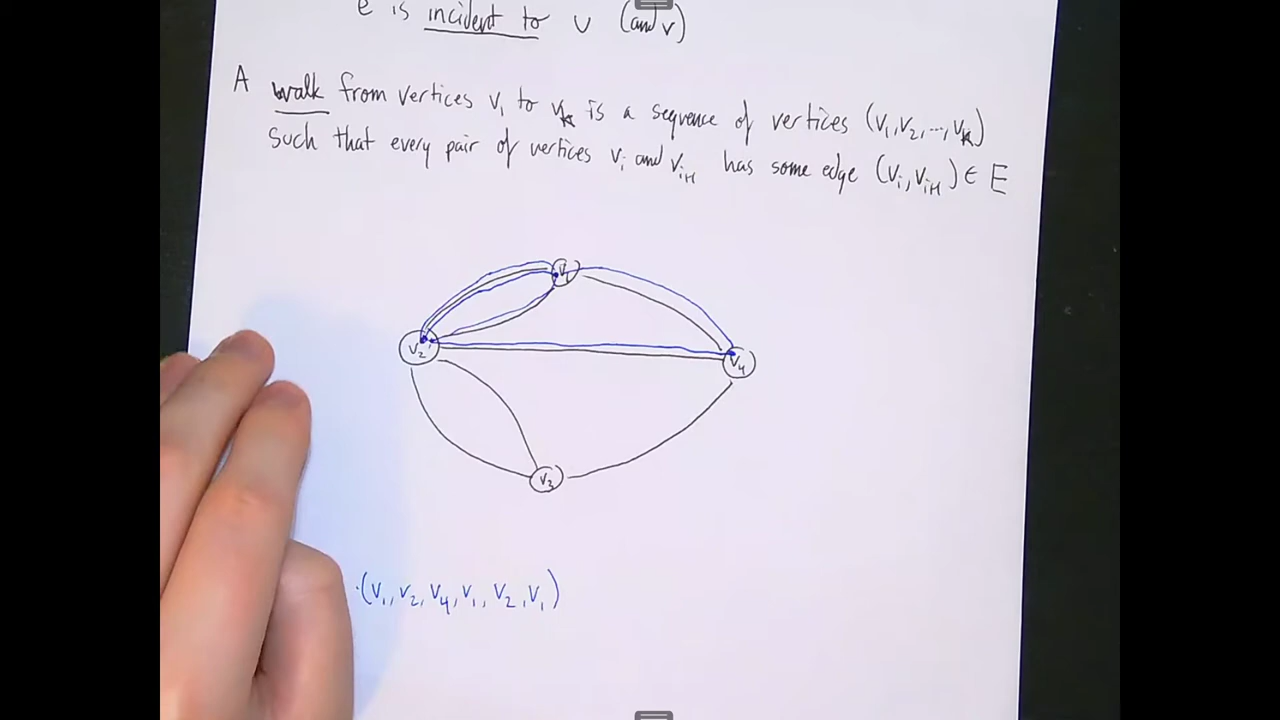 e is incident to u (and v)
A walk from vertices v₁ to vₖ is a sequence of vertices (v₁,v₂,...,vₖ)
such that every pair of vertices vᵢ and vᵢ₊₁ has some edge (vᵢ,vᵢ₊₁) ∈ E
v₁
v₂
v₄
v₃
(v₁,v₂,v₄,v₁,v₂,v₁)